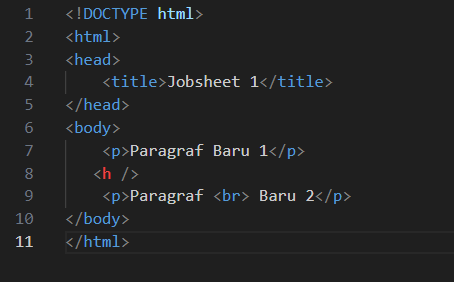 1 <!DOCTYPE html>
2 <html>
3 <head>
4     <title>Jobsheet 1</title>
5 </head>
6 <body>
7     <p>Paragraf Baru 1</p>
8    <h />
9     <p>Paragraf <br> Baru 2</p>
10 </body>
11 </html>